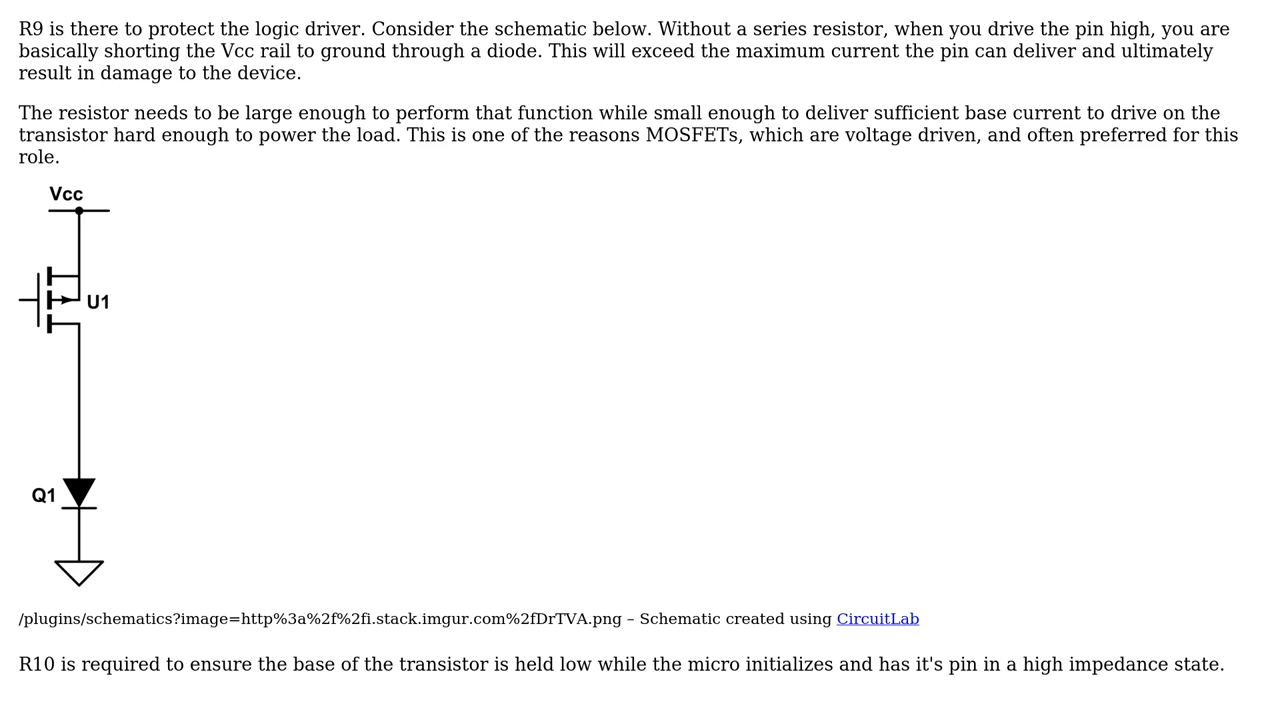 R9 is there to protect the logic driver. Consider the schematic below. Without a series resistor, when you drive the pin high, you are
basically shorting the Vcc rail to ground through a diode. This will exceed the maximum current the pin can deliver and ultimately
result in damage to the device.
The resistor needs to be large enough to perform that function while small enough to deliver sufficient base current to drive on the
transistor hard enough to power the load. This is one of the reasons MOSFETs, which are voltage driven, and often preferred for this
role.
Vcc
U1
Q1
/plugins/schematics?image=http%3a%2f%2fi.stack.imgur.com%2fDrTVA.png – Schematic created using CircuitLab
R10 is required to ensure the base of the transistor is held low while the micro initializes and has it's pin in a high impedance state.